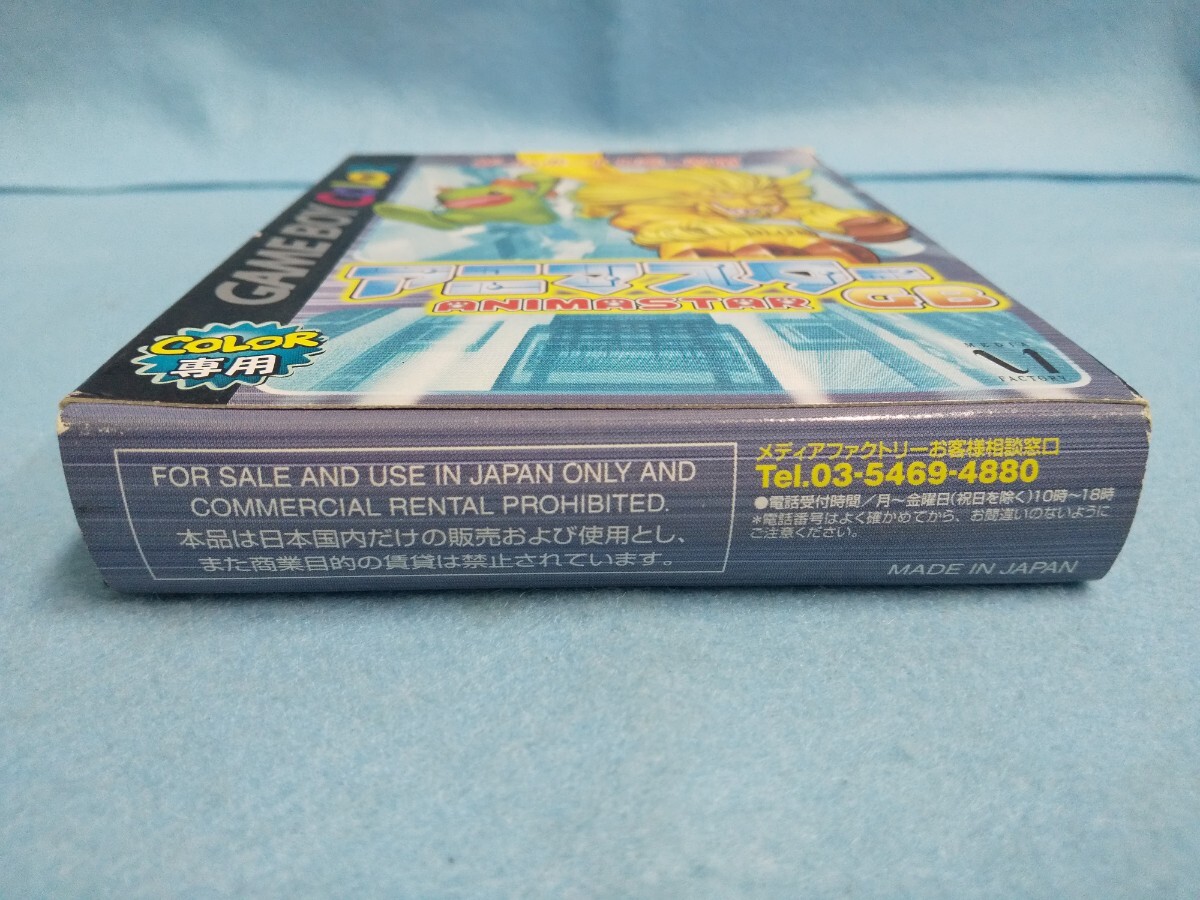 GAME BOY COLOR
アニマスター GB
ANIMASTAR
COLOR
専用
MEDIA
FACTORY
FOR SALE AND USE IN JAPAN ONLY AND
COMMERCIAL RENTAL PROHIBITED.
本品は日本国内だけの販売および使用とし、
また商業目的の賃貸は禁止されています。
メディアファクトリーお客様相談窓口
Tel.03-5469-4880
●電話受付時間/月~金曜日(祝日を除く)10時~18時
*電話番号はよく確かめてから、お間違いのないように
ご注意ください。
MADE IN JAPAN